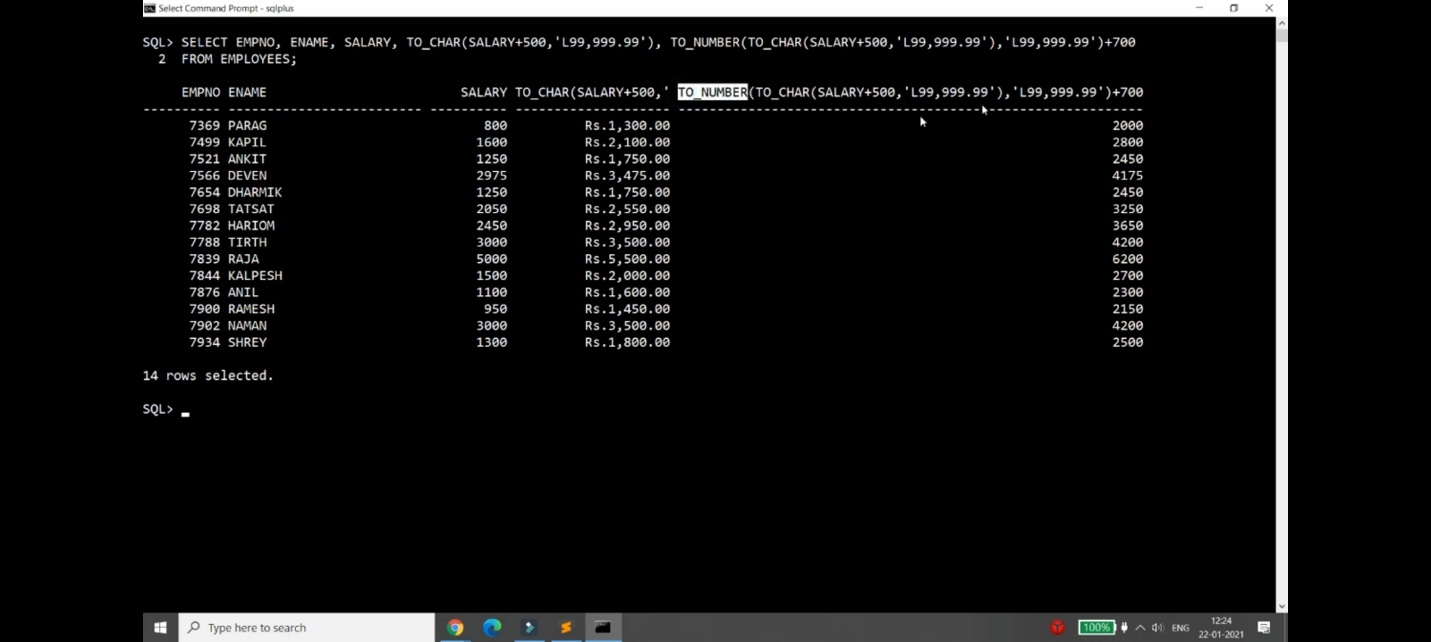 Select Command Prompt - sqlplus
SQL> SELECT EMPNO, ENAME, SALARY, TO_CHAR(SALARY+500,'L99,999.99'), TO_NUMBER(TO_CHAR(SALARY+500,'L99,999.99'),'L99,999.99')+700
2 FROM EMPLOYEES;
EMPNO ENAME SALARY TO_CHAR(SALARY+500,' TO_NUMBER(TO_CHAR(SALARY+500,'L99,999.99'),'L99,999.99')+700
7369 PARAG 800 Rs.1,300.00 2000
7499 KAPIL 1600 Rs.2,100.00 2800
7521 ANKIT 1250 Rs.1,750.00 2450
7566 DEVEN 2975 Rs.3,475.00 4175
7654 DHARMIK 1250 Rs.1,750.00 2450
7698 TATSAT 2050 Rs.2,550.00 3250
7782 HARIOM 2450 Rs.2,950.00 3650
7788 TIRTH 3000 Rs.3,500.00 4200
7839 RAJA 5000 Rs.5,500.00 6200
7844 KALPESH 1500 Rs.2,000.00 2700
7876 ANIL 1100 Rs.1,600.00 2300
7900 RAMESH 950 Rs.1,450.00 2150
7902 NAMAN 3000 Rs.3,500.00 4200
7934 SHREY 1300 Rs.1,800.00 2500
14 rows selected.
SQL>
Type here to search
100%
ENG
12:24
22-01-2021